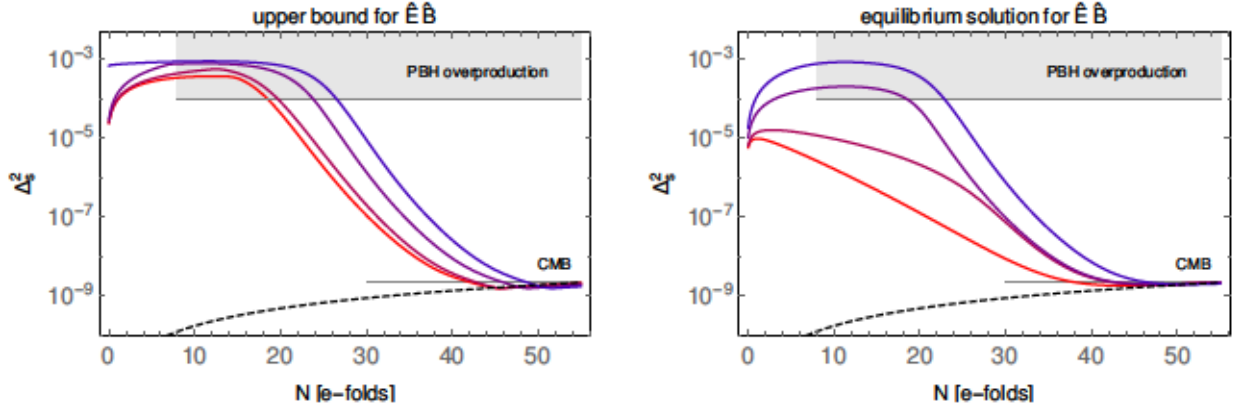 upper bound for Ê B̂
10⁻³
10⁻⁵
10⁻⁷
10⁻⁹
Δ²ₛ
PBH overproduction
CMB
0 10 20 30 40 50
N [e-folds]
equilibrium solution for Ê B̂
10⁻³
10⁻⁵
10⁻⁷
10⁻⁹
Δ²ₛ
PBH overproduction
CMB
0 10 20 30 40 50
N [e-folds]